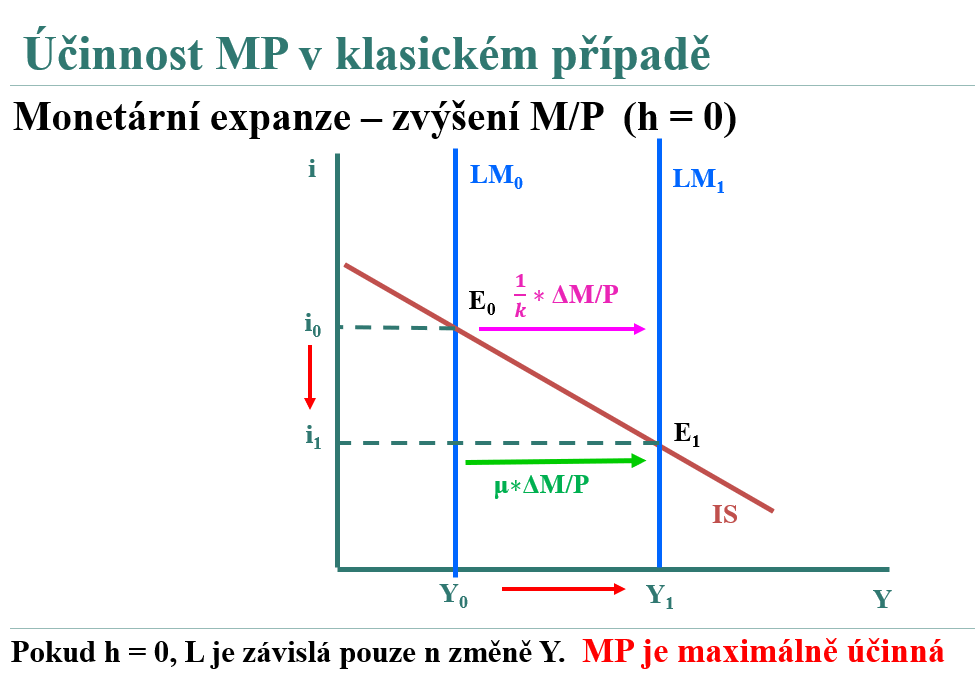 Účinnost MP v klasickém případě
Monetární expanze – zvýšení M/P (h = 0)
i
LM₀
LM₁
E₀
1/k * ΔM/P
i₀
i₁
E₁
μ*ΔM/P
IS
Y₀
Y₁
Y
Pokud h = 0, L je závislá pouze n změně Y. MP je maximálně účinná